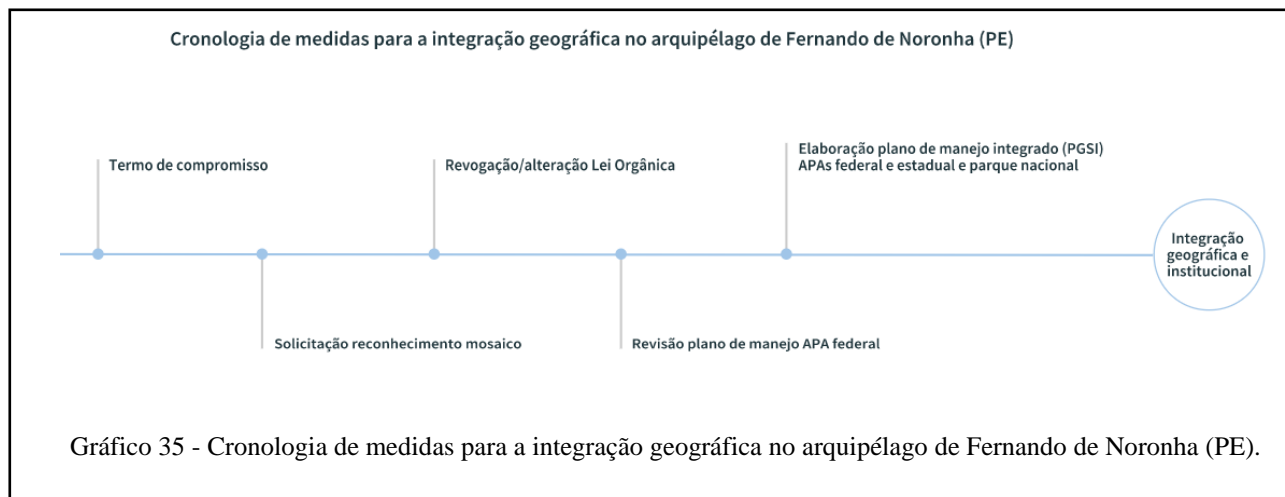 Cronologia de medidas para a integração geográfica no arquipélago de Fernando de Noronha (PE)
Termo de compromisso
Solicitação reconhecimento mosaico
Revogação/alteração Lei Orgânica
Revisão plano de manejo APA federal
Elaboração plano de manejo integrado (PGSI)
APAs federal e estadual e parque nacional
Integração
geográfica e
institucional
Gráfico 35 - Cronologia de medidas para a integração geográfica no arquipélago de Fernando de Noronha (PE).